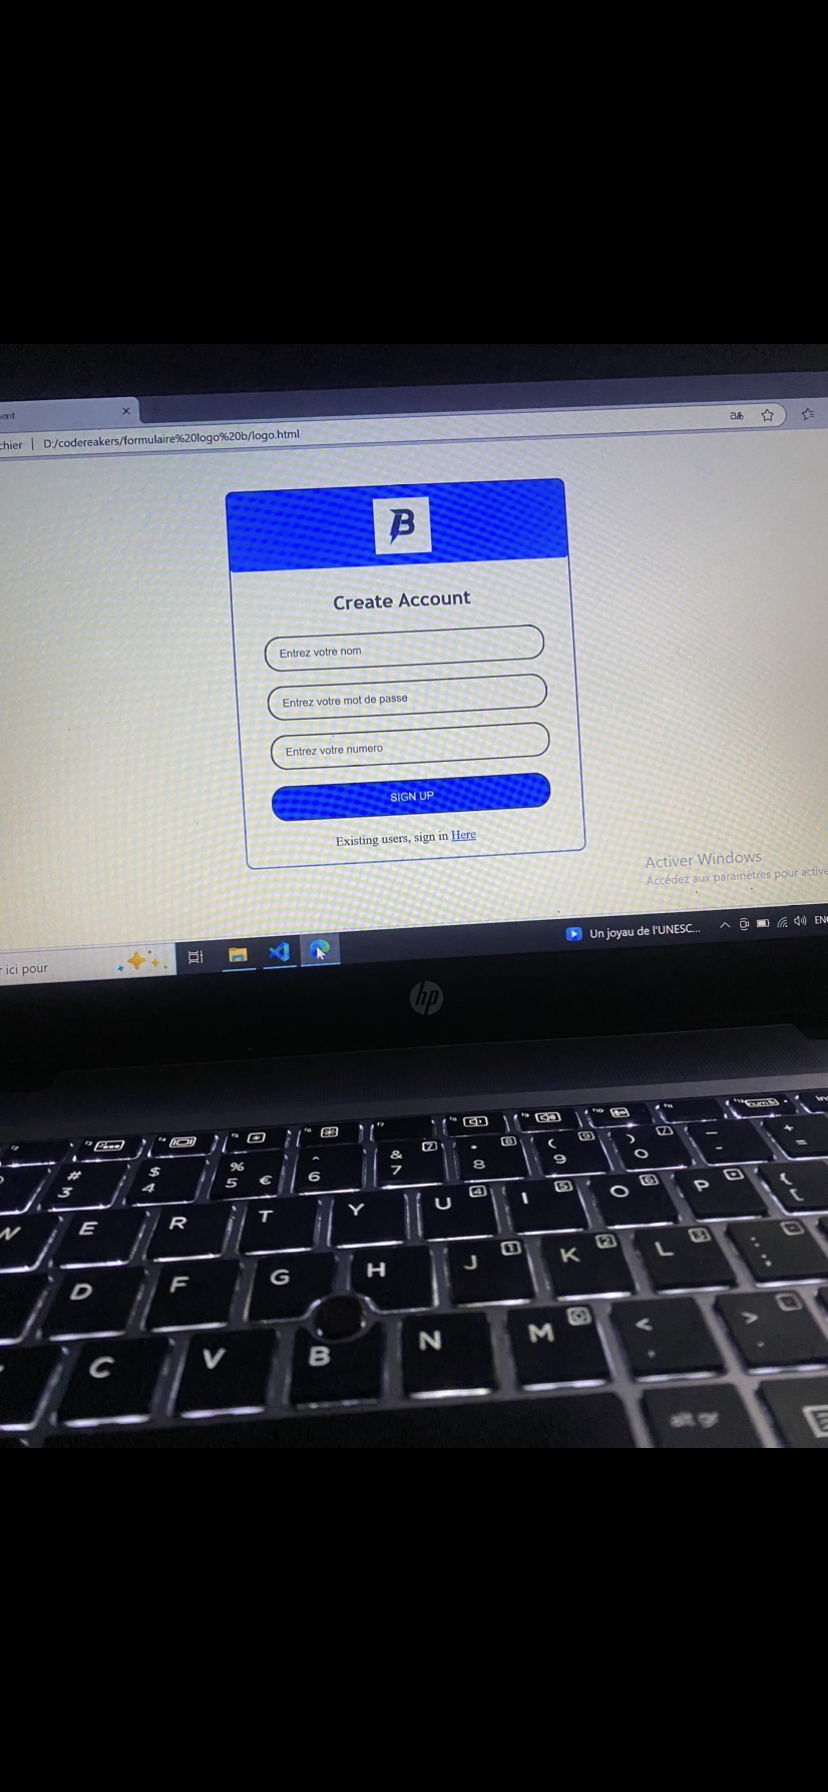 ent
chier | D:/codereakers/formulaire%20logo%20b/logo.html
B
Create Account
Entrez votre nom
Entrez votre mot de passe
Entrez votre numero
SIGN UP
Existing users, sign in Here
Activer Windows
Accédez aux paramètres pour active
r ici pour
Un joyau de l'UNESC...
hp
# 3 $ 4 % 5 € ^ 6 & 7 * 8 ( 9 ) 0 _ - + =
E R T Y U I O P { [
D F G H J K L : ;
C V B N M < , > .
alt gr